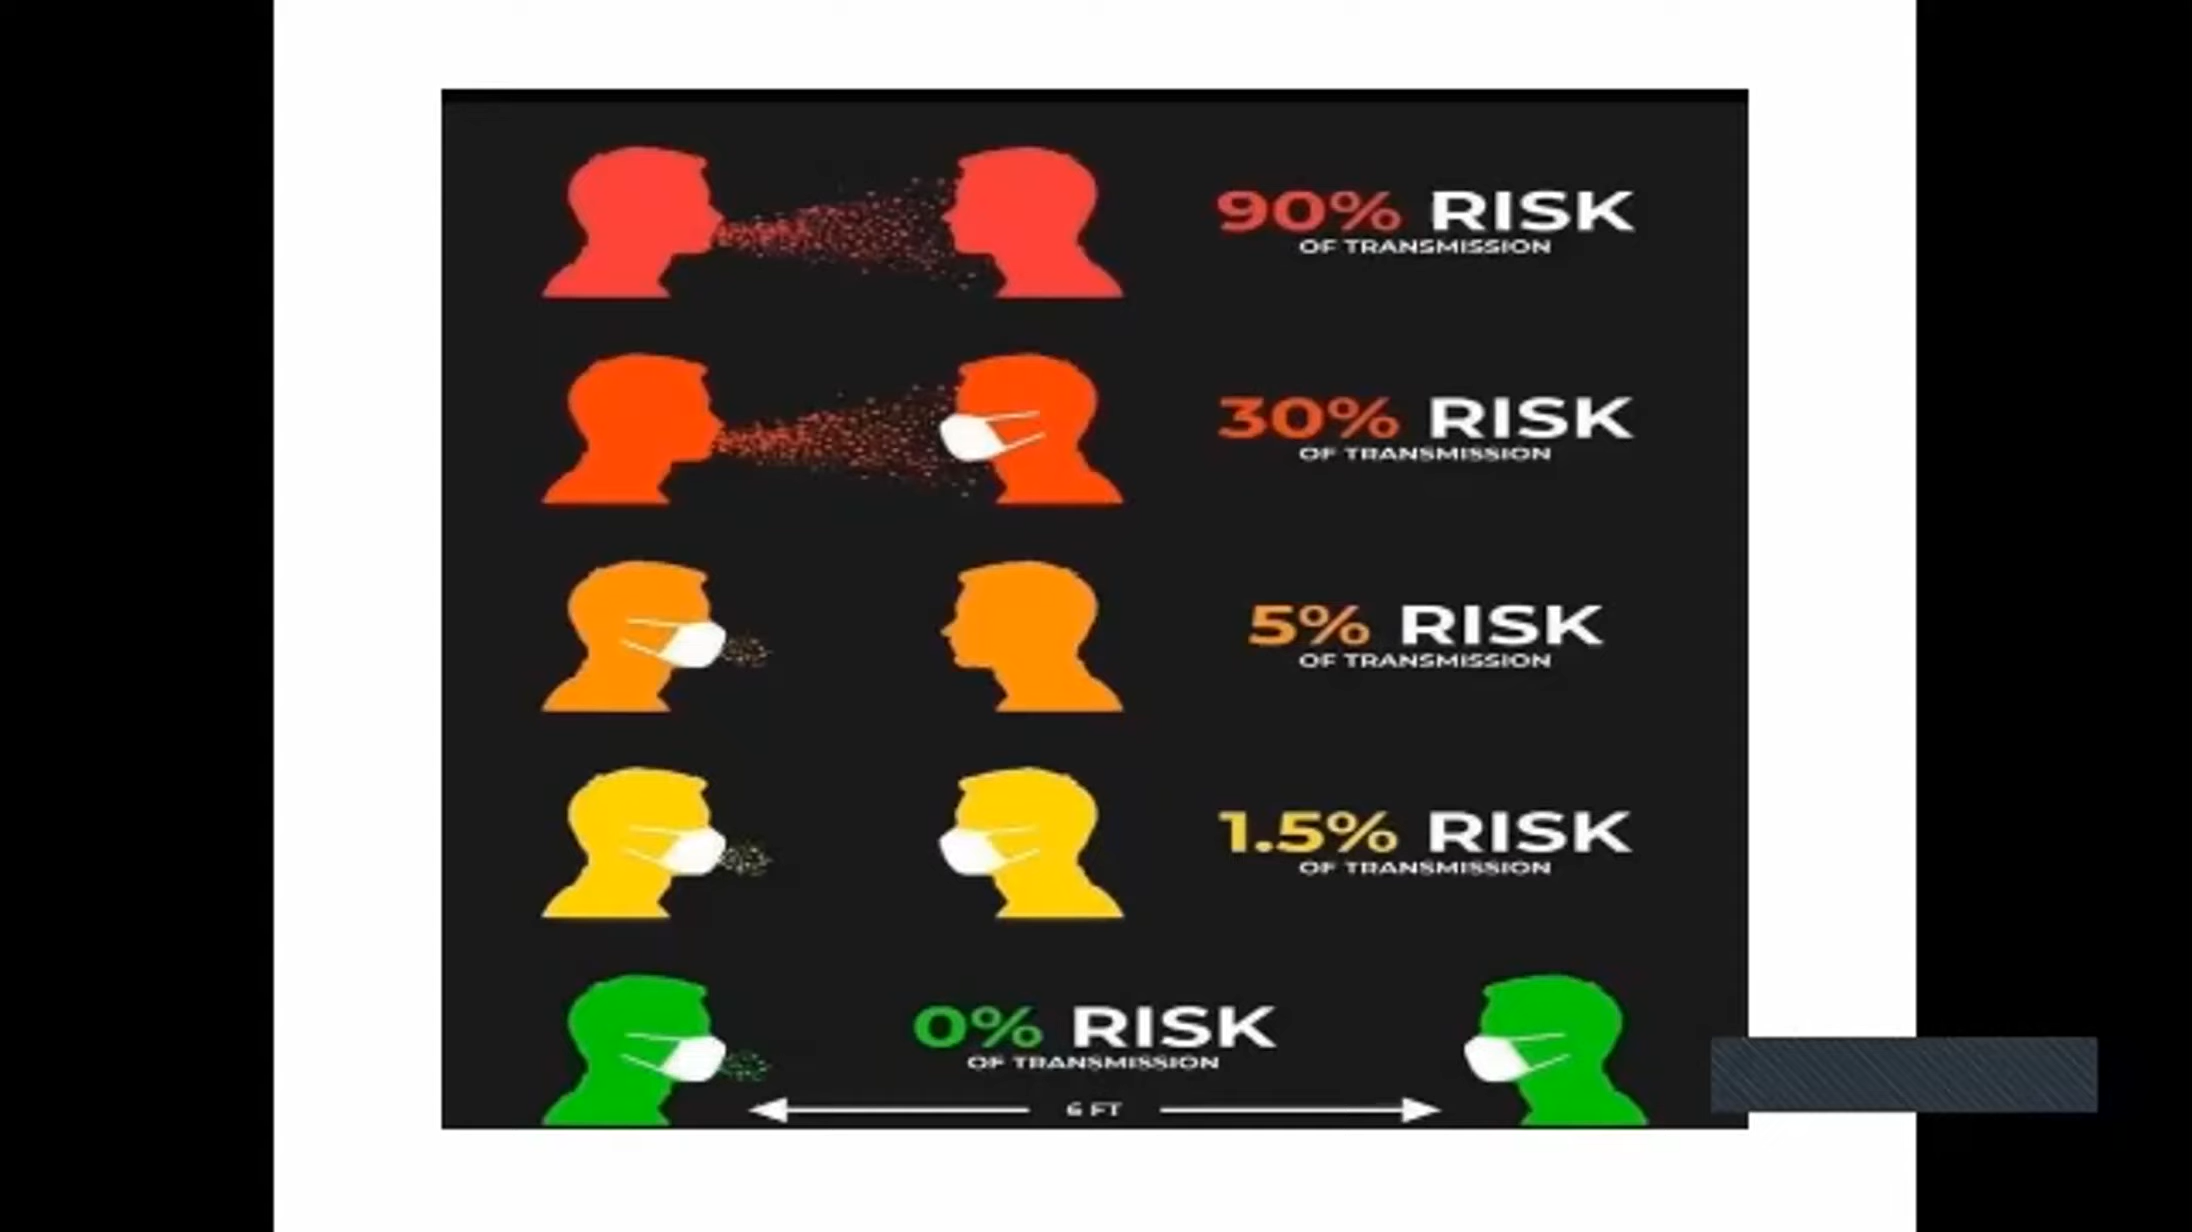 90% RISK
OF TRANSMISSION
30% RISK
OF TRANSMISSION
5% RISK
OF TRANSMISSION
1.5% RISK
OF TRANSMISSION
0% RISK
OF TRANSMISSION
6 FT